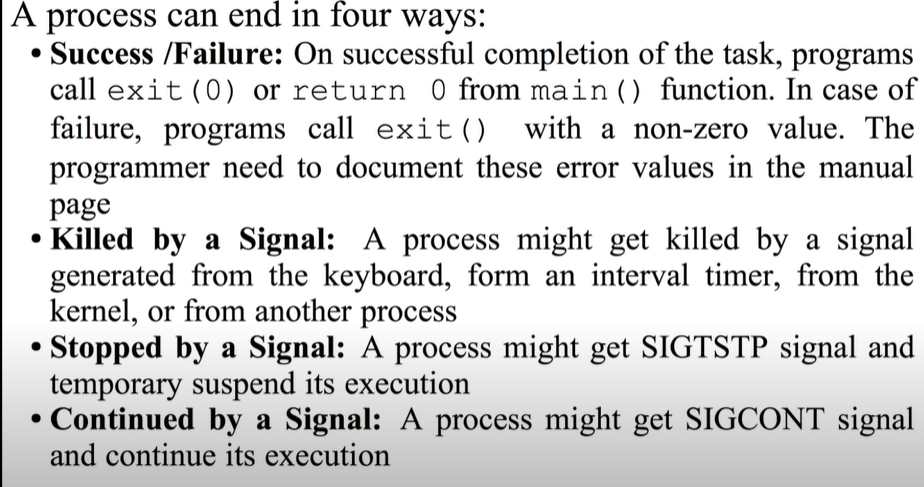 A process can end in four ways:
• Success /Failure: On successful completion of the task, programs
call exit(0) or return 0 from main() function. In case of
failure, programs call exit() with a non-zero value. The
programmer need to document these error values in the manual
page
• Killed by a Signal: A process might get killed by a signal
generated from the keyboard, form an interval timer, from the
kernel, or from another process
• Stopped by a Signal: A process might get SIGTSTP signal and
temporary suspend its execution
• Continued by a Signal: A process might get SIGCONT signal
and continue its execution